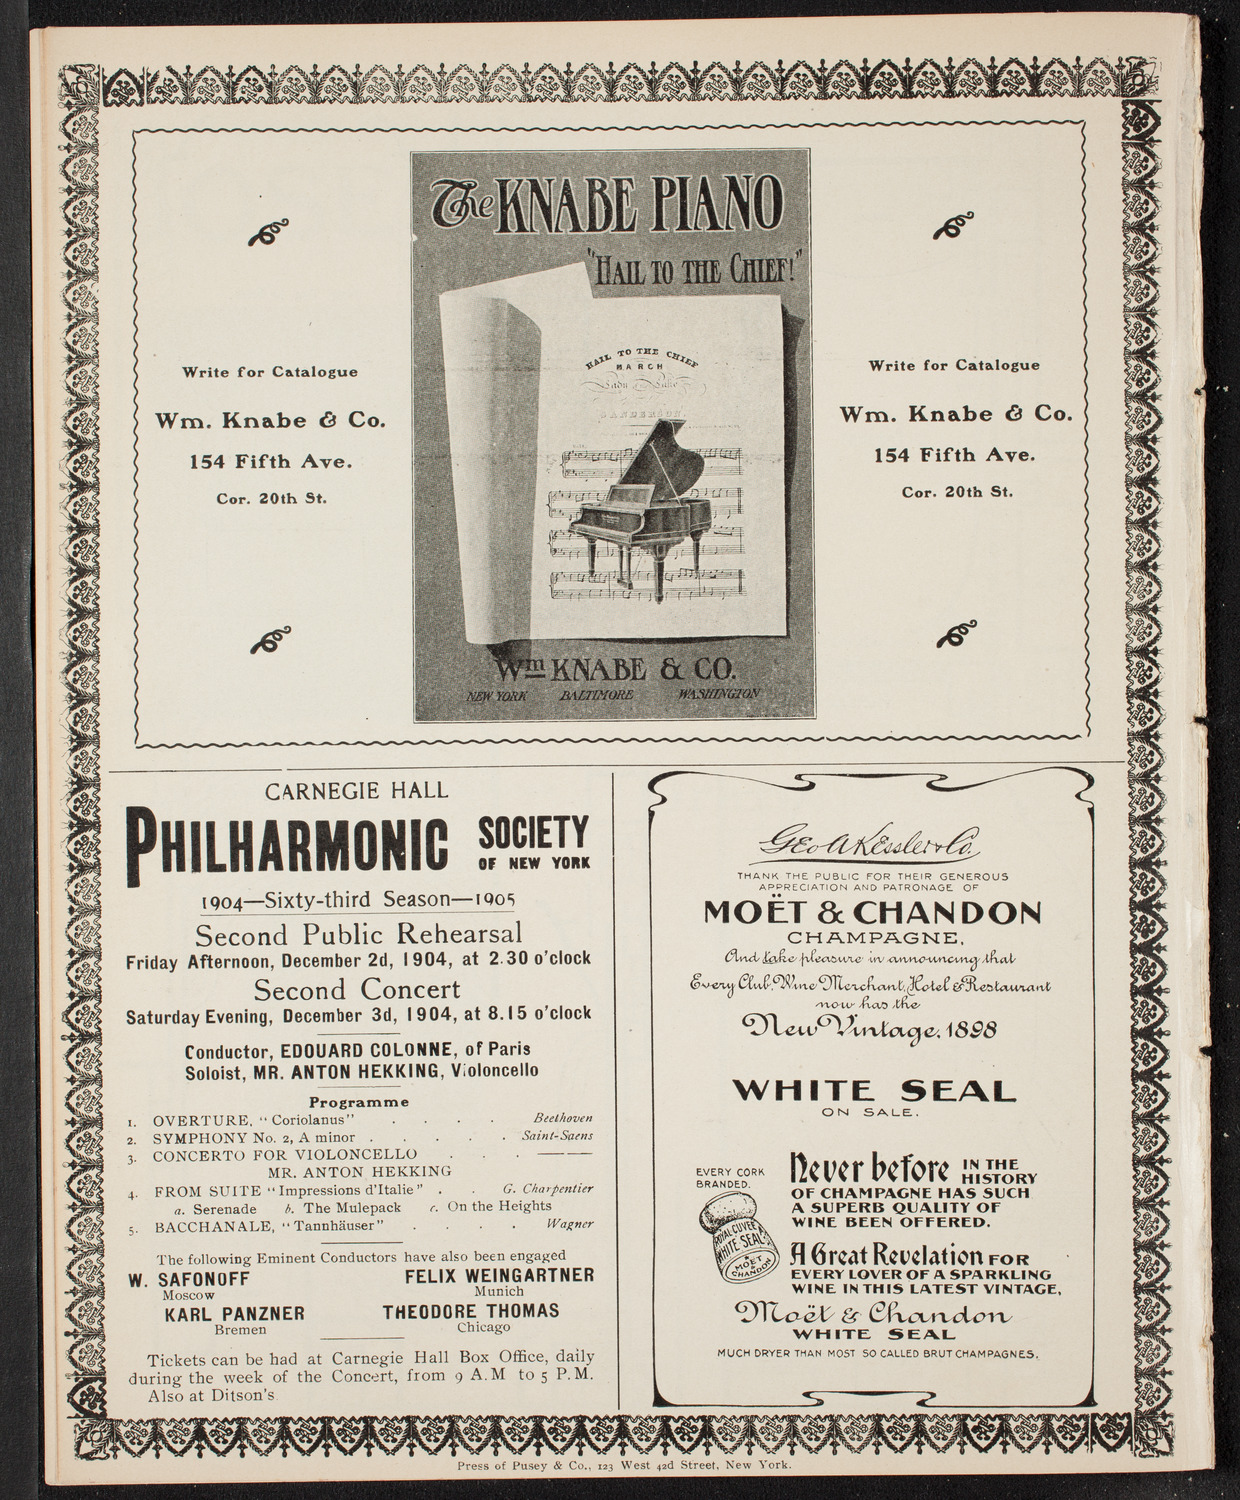 The KNABE PIANO
"HAIL TO THE CHIEF!"
HAIL TO THE CHIEF
MARCH
SANDERSON.
Wm KNABE & CO.
NEW YORK BALTIMORE WASHINGTON
Write for Catalogue
Wm. Knabe & Co.
154 Fifth Ave.
Cor. 20th St.
Write for Catalogue
Wm. Knabe & Co.
154 Fifth Ave.
Cor. 20th St.
CARNEGIE HALL
PHILHARMONIC SOCIETY
OF NEW YORK
1904—Sixty-third Season—1905
Second Public Rehearsal
Friday Afternoon, December 2d, 1904, at 2.30 o'clock
Second Concert
Saturday Evening, December 3d, 1904, at 8.15 o'clock
Conductor, EDOUARD COLONNE, of Paris
Soloist, MR. ANTON HEKKING, Violoncello
Programme
1. OVERTURE, "Coriolanus" . . . . Beethoven
2. SYMPHONY No. 2, A minor . . . . . Saint-Saens
3. CONCERTO FOR VIOLONCELLO . . . ———
MR. ANTON HEKKING
4. FROM SUITE "Impressions d'Italie" . . G. Charpentier
a. Serenade b. The Mulepack c. On the Heights
5. BACCHANALE, "Tannhäuser" . . . . Wagner
The following Eminent Conductors have also been engaged
W. SAFONOFF FELIX WEINGARTNER
Moscow Munich
KARL PANZNER THEODORE THOMAS
Bremen Chicago
Tickets can be had at Carnegie Hall Box Office, daily
during the week of the Concert, from 9 A.M to 5 P.M.
Also at Ditson's
Geo A Kessler & Co.
THANK THE PUBLIC FOR THEIR GENEROUS
APPRECIATION AND PATRONAGE OF
MOËT & CHANDON
CHAMPAGNE,
And take pleasure in announcing that
Every Club, Wine Merchant, Hotel & Restaurant
now has the
New Vintage, 1898
WHITE SEAL
ON SALE.
EVERY CORK
BRANDED.
WHITE SEAL
MOËT & CHANDON
Never before IN THE
HISTORY
OF CHAMPAGNE HAS SUCH
A SUPERB QUALITY OF
WINE BEEN OFFERED.
A Great Revelation FOR
EVERY LOVER OF A SPARKLING
WINE IN THIS LATEST VINTAGE,
Moët & Chandon
WHITE SEAL
MUCH DRYER THAN MOST SO CALLED BRUT CHAMPAGNES.
Press of Pusey & Co., 123 West 42d Street, New York.